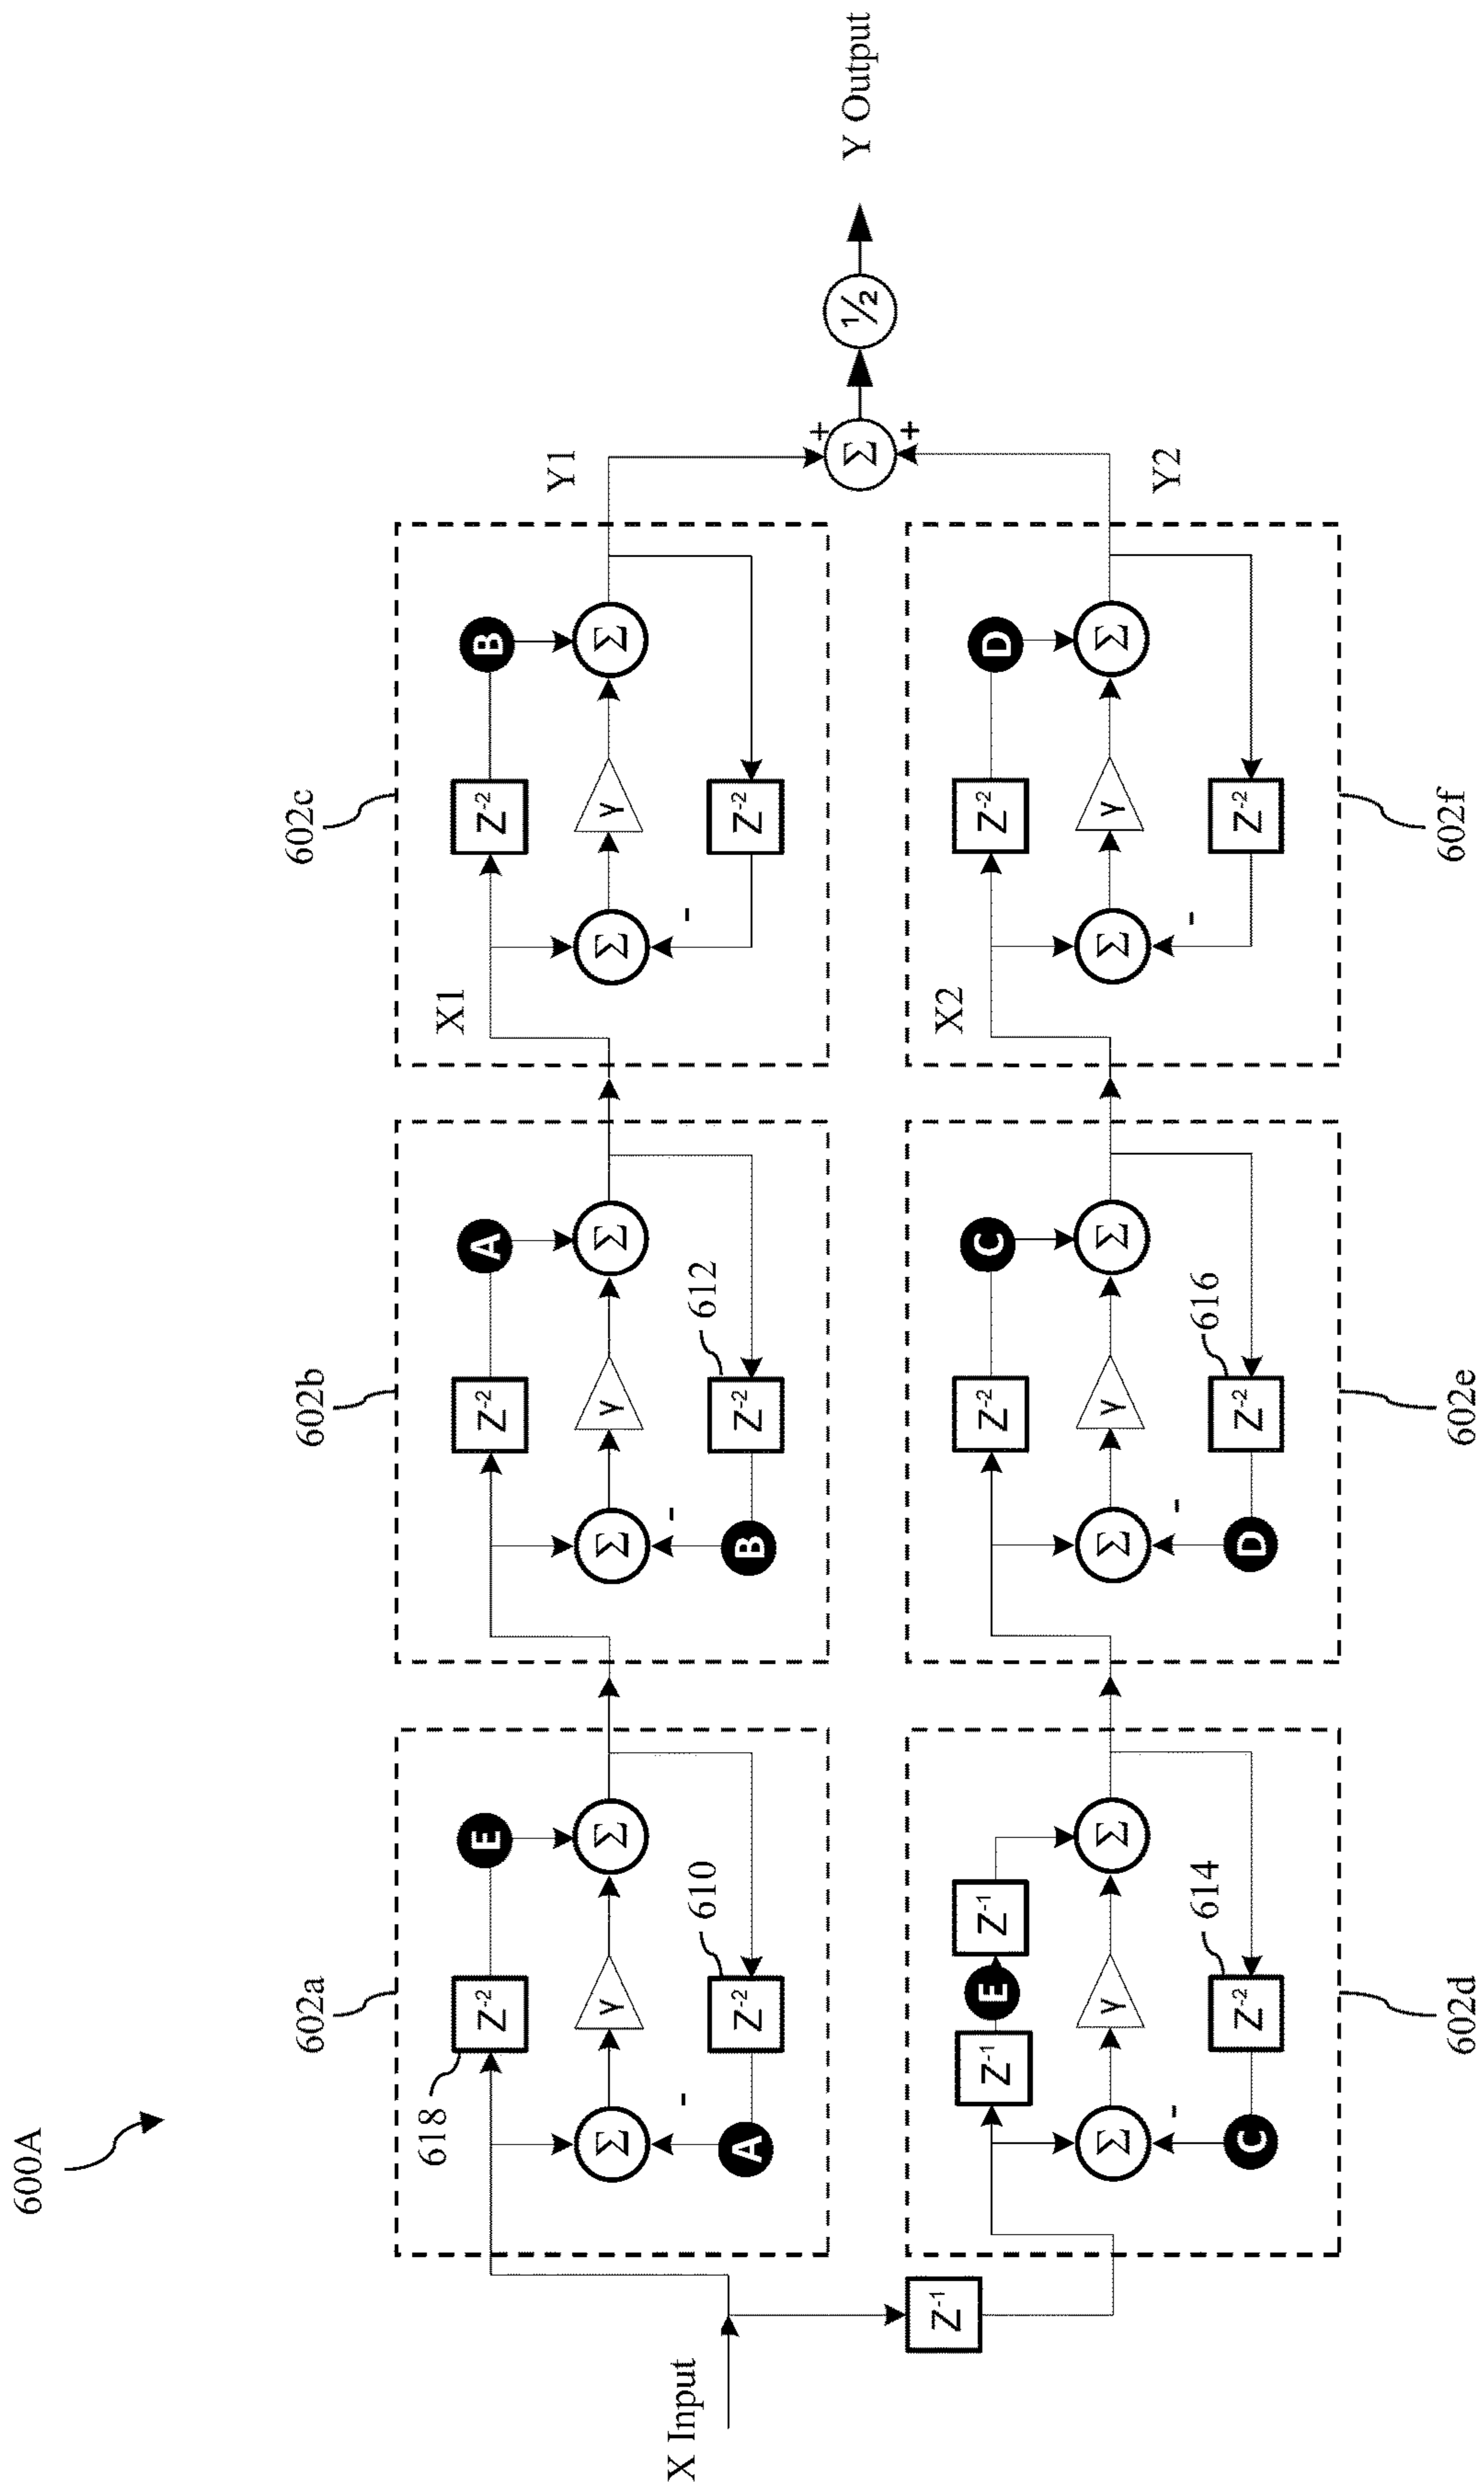 600A
602a
602b
602c
618
Z⁻²
E
Z⁻²
A
Z⁻²
B
X1
Y1
Σ
γ
Σ
Σ
γ
Σ
Σ
γ
Σ
-
-
-
A
Z⁻²
610
B
Z⁻²
612
Z⁻²
X Input
+
Σ
½
Y Output
+
Z⁻¹
Z⁻¹
E
Z⁻¹
Z⁻²
C
Z⁻²
D
X2
Y2
Σ
γ
Σ
Σ
γ
Σ
Σ
γ
Σ
-
-
-
C
Z⁻²
614
D
Z⁻²
616
Z⁻²
602d
602e
602f